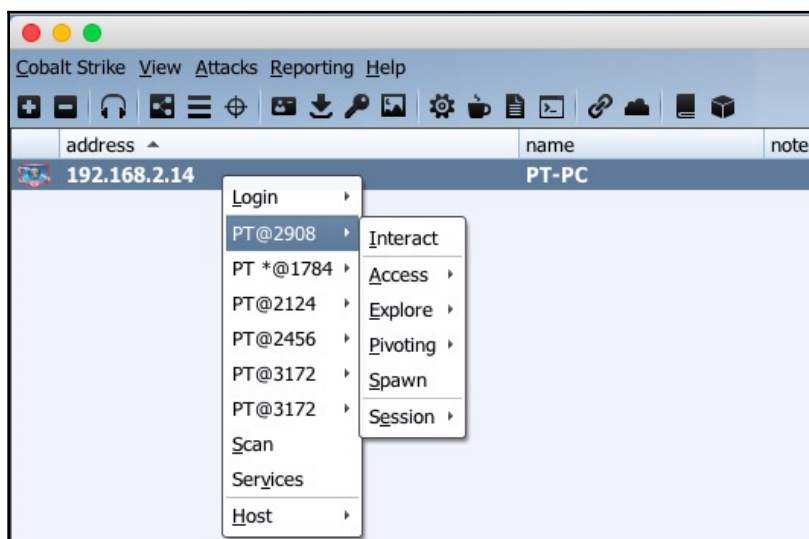 Cobalt Strike View Attacks Reporting Help
address name note
192.168.2.14 PT-PC
Login
PT@2908
PT *@1784
PT@2124
PT@2456
PT@3172
PT@3172
Scan
Services
Host
Interact
Access
Explore
Pivoting
Spawn
Session